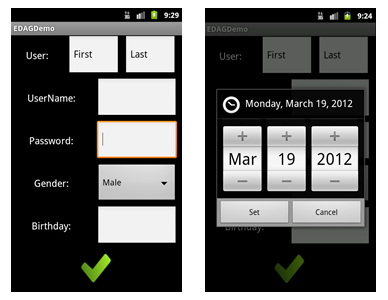 9:29
EDAGDemo
User: First Last
UserName:
Password:
Gender: Male
Birthday:
9:24
EDAGDemo
User: First Last
Monday, March 19, 2012
+ + +
Mar 19 2012
- - -
Set Cancel
Birthday: